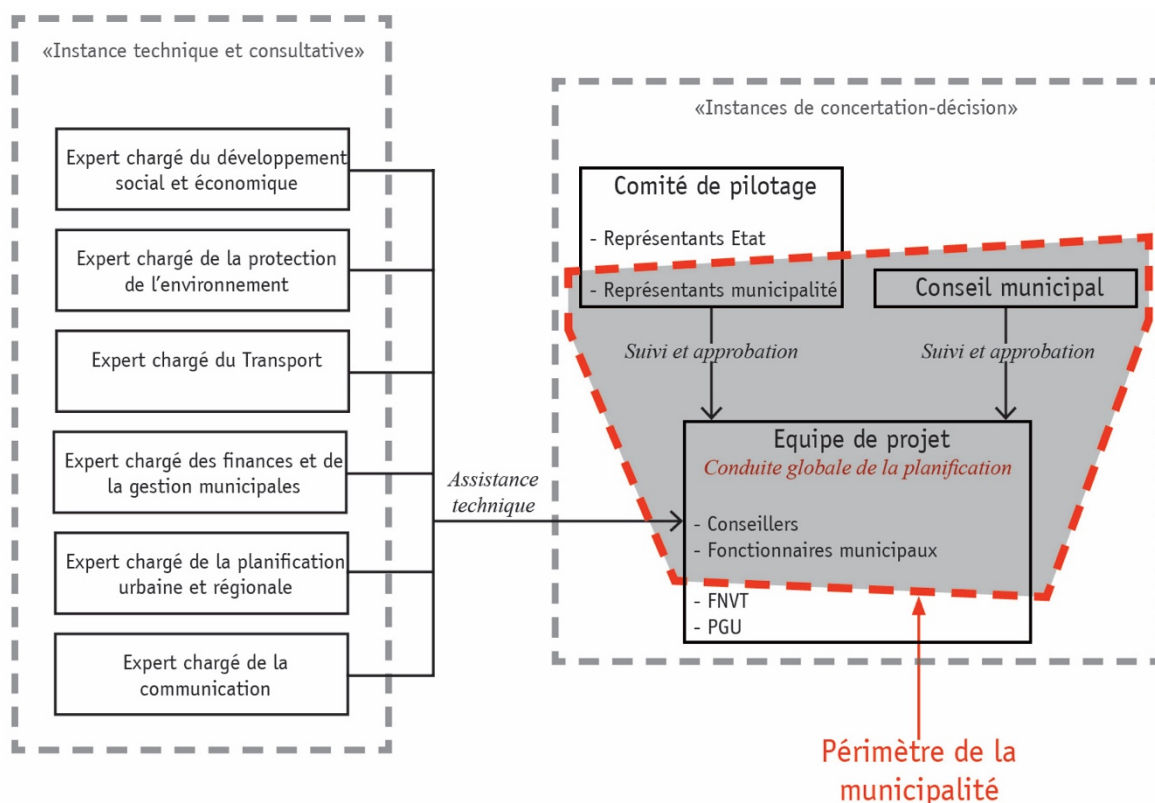 «Instance technique et consultative»
Expert chargé du développement
social et économique
Expert chargé de la protection
de l’environnement
Expert chargé du Transport
Expert chargé des finances et de
la gestion municipales
Expert chargé de la planification
urbaine et régionale
Expert chargé de la
communication
Assistance
technique
«Instances de concertation-décision»
Comité de pilotage
- Représentants Etat
- Représentants municipalité
Conseil municipal
Suivi et approbation
Suivi et approbation
Equipe de projet
Conduite globale de la planification
- Conseillers
- Fonctionnaires municipaux
- FNVT
- PGU
Périmètre de la
municipalité